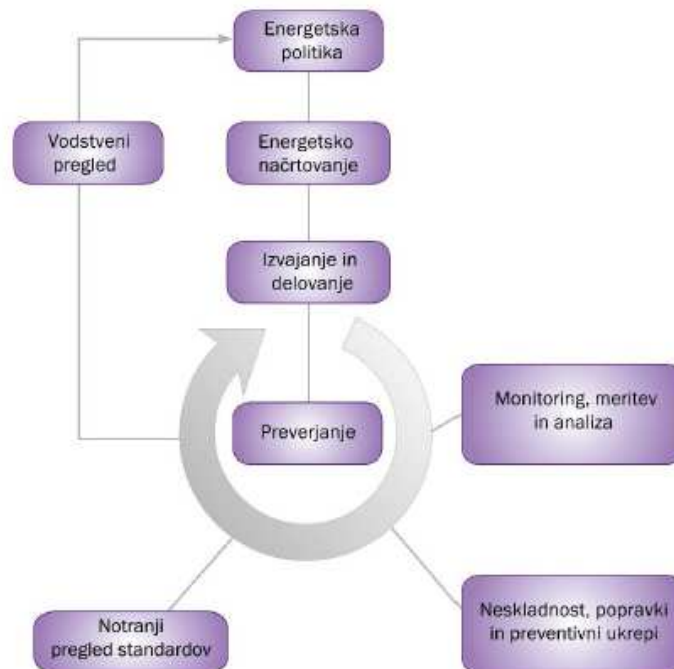 Energetska
politika
Vodstveni
pregled
Energetsko
načrtovanje
Izvajanje in
delovanje
Preverjanje
Monitoring, meritev
in analiza
Notranji
pregled standardov
Neskladnost, popravki
in preventivni ukrepi